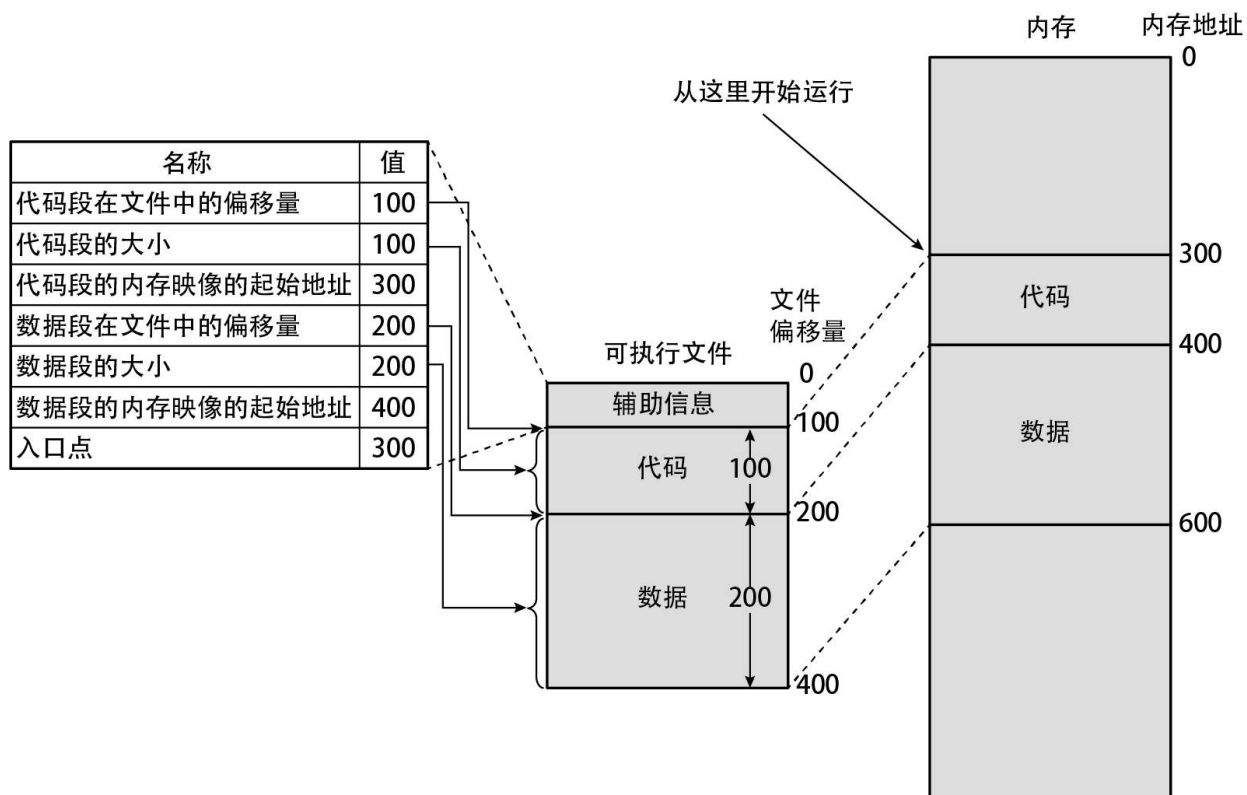 内存 内存地址
0
从这里开始运行
名称 值
代码段在文件中的偏移量 100
代码段的大小 100
代码段的内存映像的起始地址 300
数据段在文件中的偏移量 200
数据段的大小 200
数据段的内存映像的起始地址 400
入口点 300
可执行文件
文件
偏移量
0
辅助信息
100
代码 100
200
数据 200
400
300
代码
400
数据
600